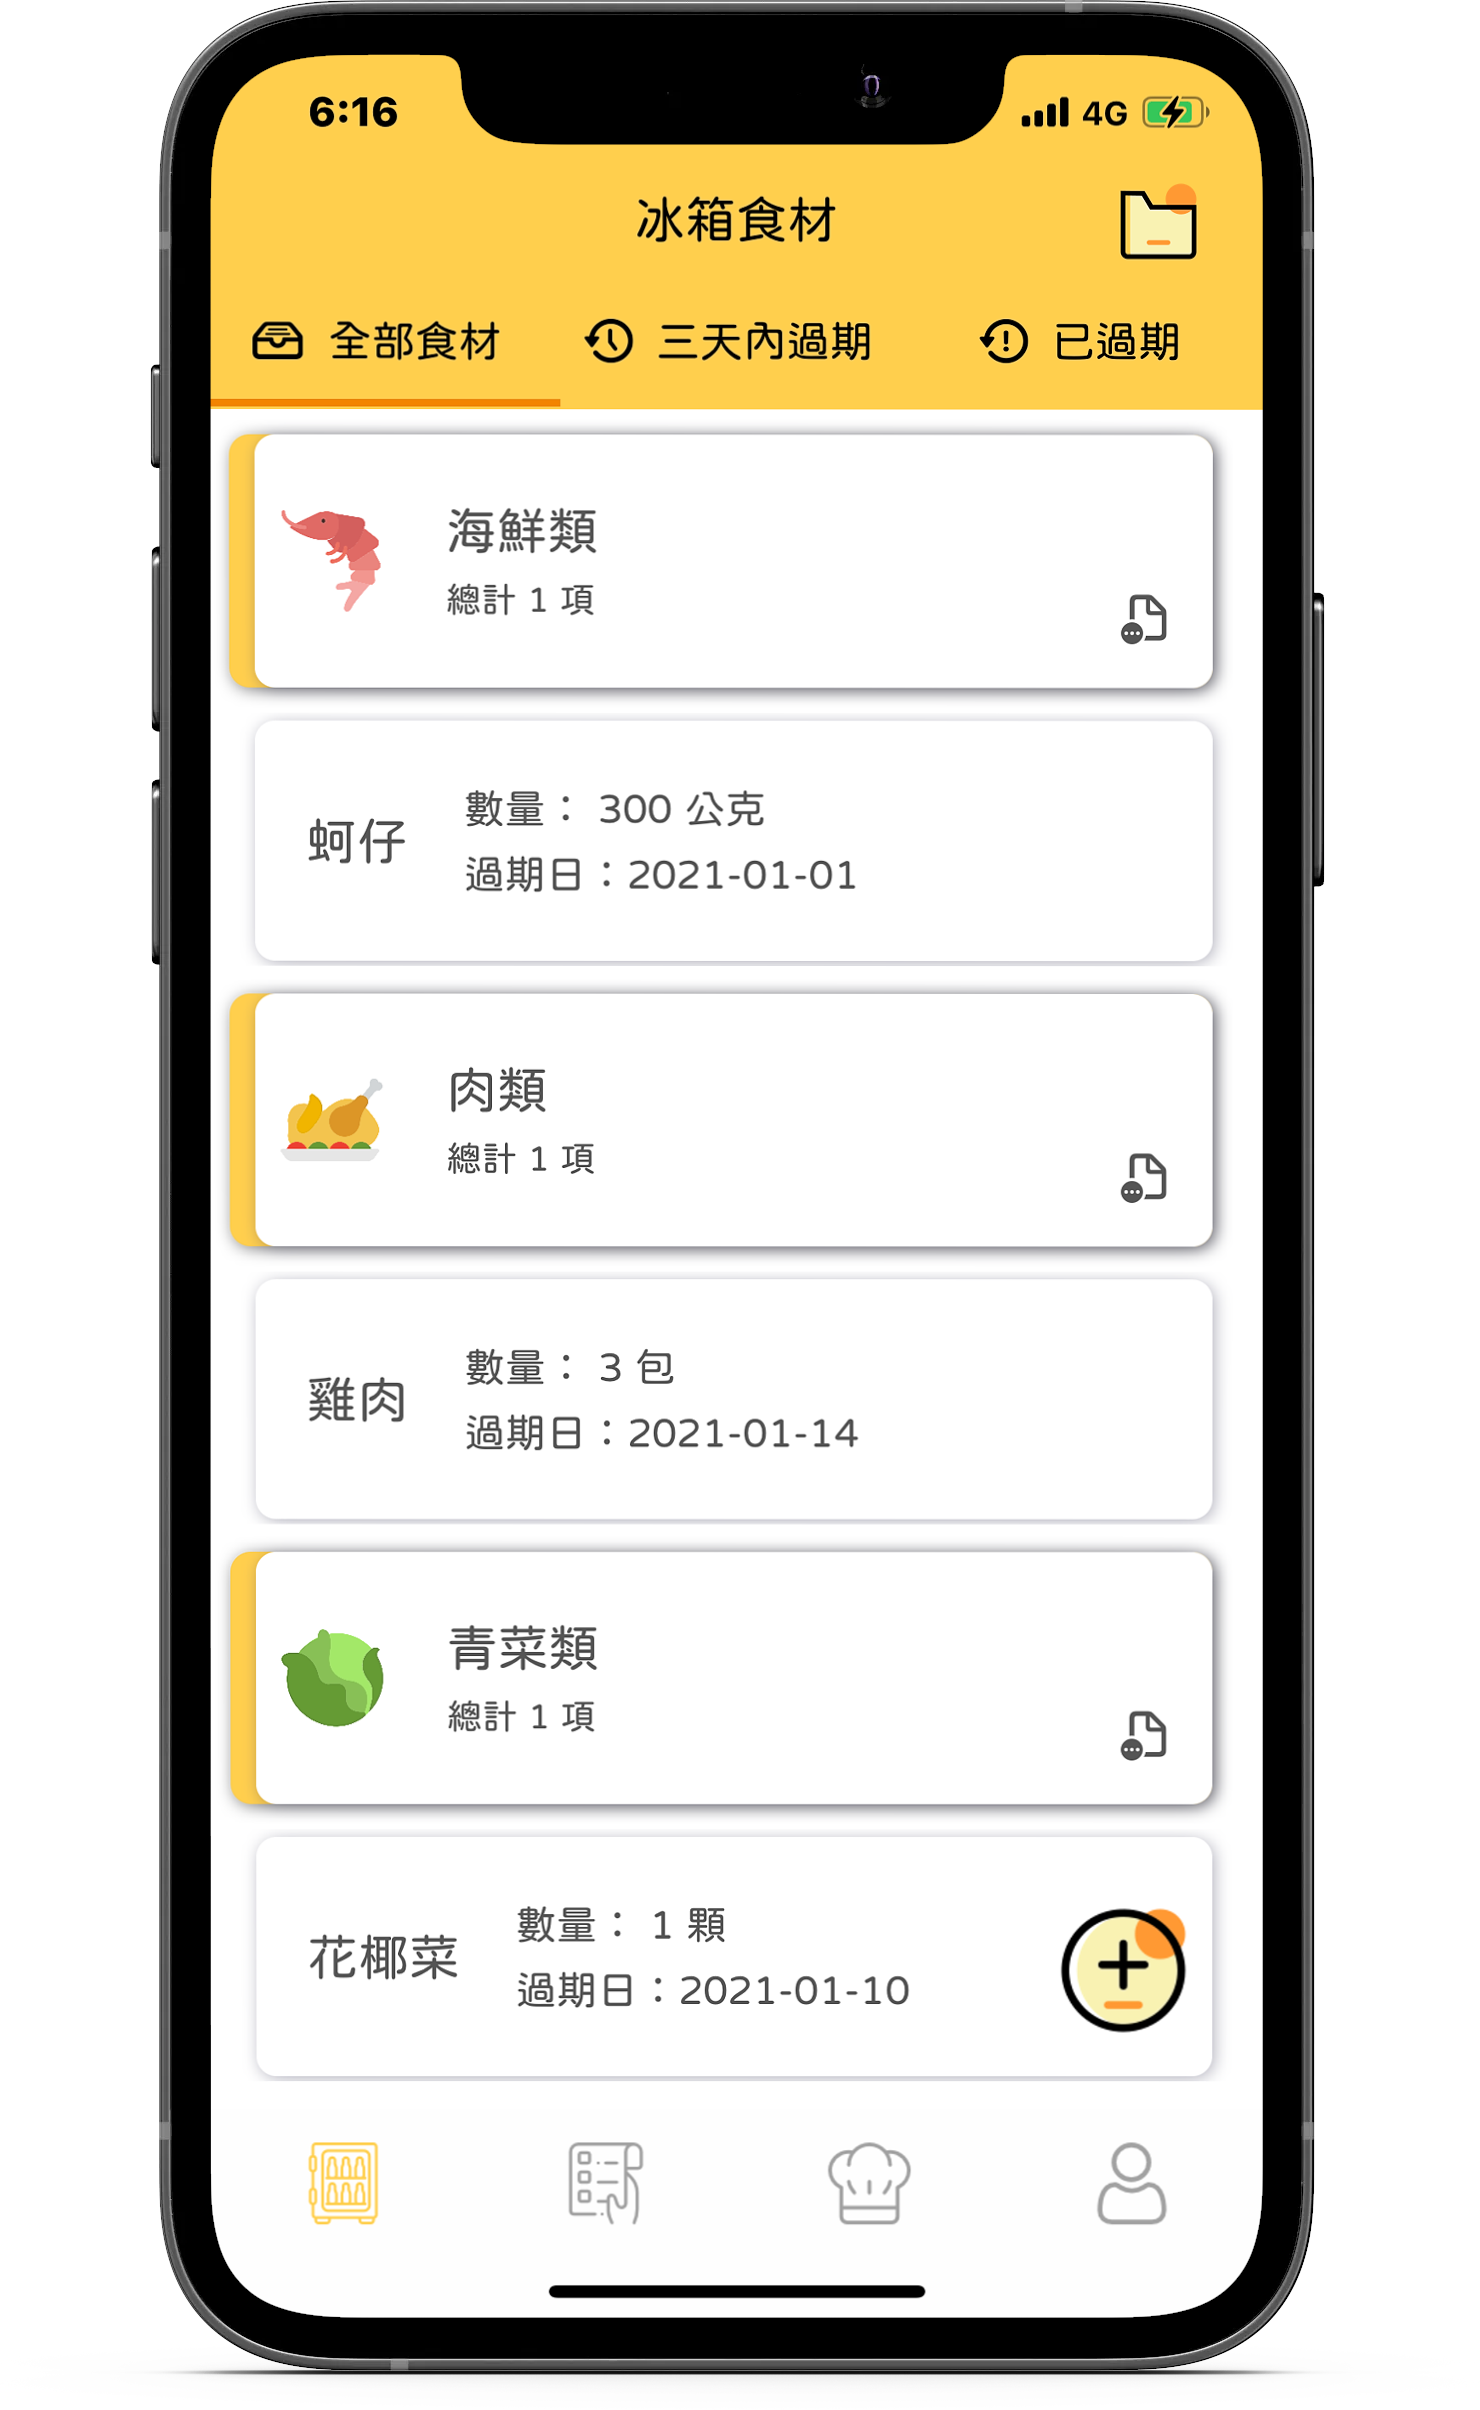 6:16
4G
冰箱食材
全部食材
三天內過期
已過期
海鮮類
總計 1 項
蚵仔
數量： 300 公克
過期日：2021-01-01
肉類
總計 1 項
雞肉
數量： 3 包
過期日：2021-01-14
青菜類
總計 1 項
花椰菜
數量： 1 顆
過期日：2021-01-10